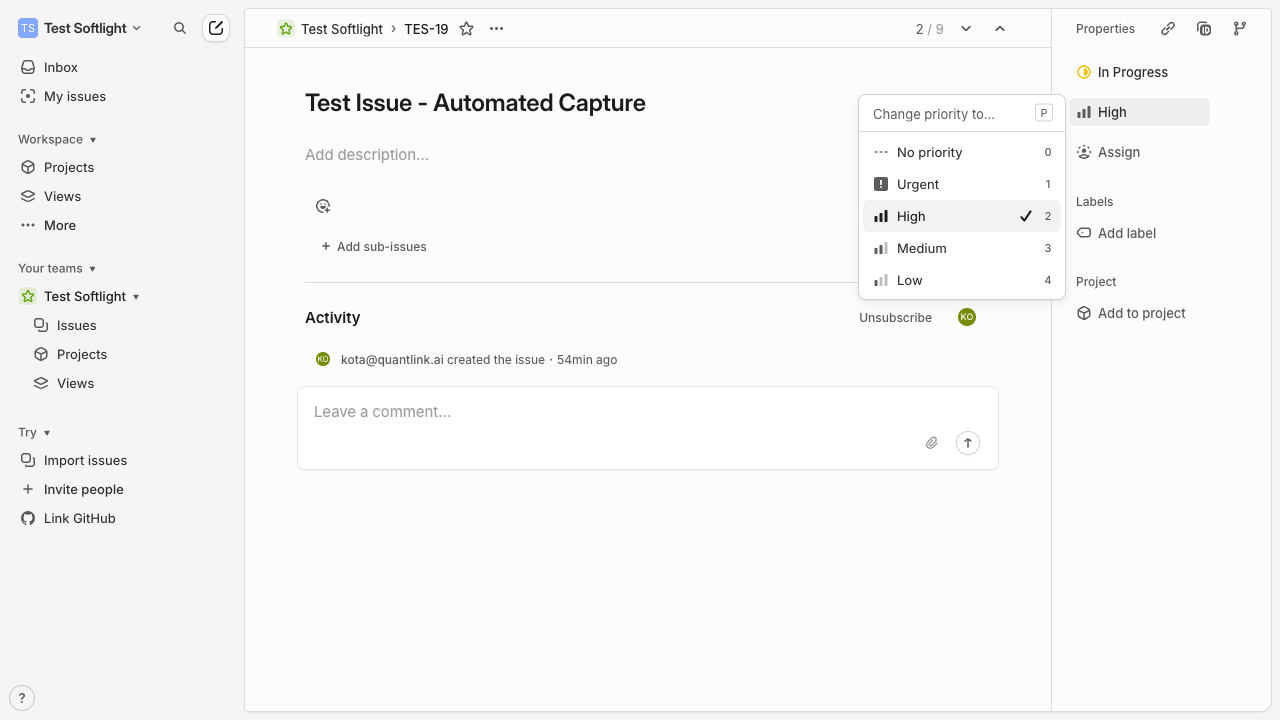 TS Test Softlight
Inbox
My issues
Workspace
Projects
Views
More
Your teams
Test Softlight
Issues
Projects
Views
Try
Import issues
Invite people
Link GitHub
?
Test Softlight › TES-19
2 / 9
Test Issue - Automated Capture
Add description...
+ Add sub-issues
Activity
Unsubscribe KO
KO kota@quantlink.ai created the issue · 54min ago
Leave a comment...
Change priority to... P
No priority 0
Urgent 1
High 2
Medium 3
Low 4
Properties
In Progress
High
Assign
Labels
Add label
Project
Add to project